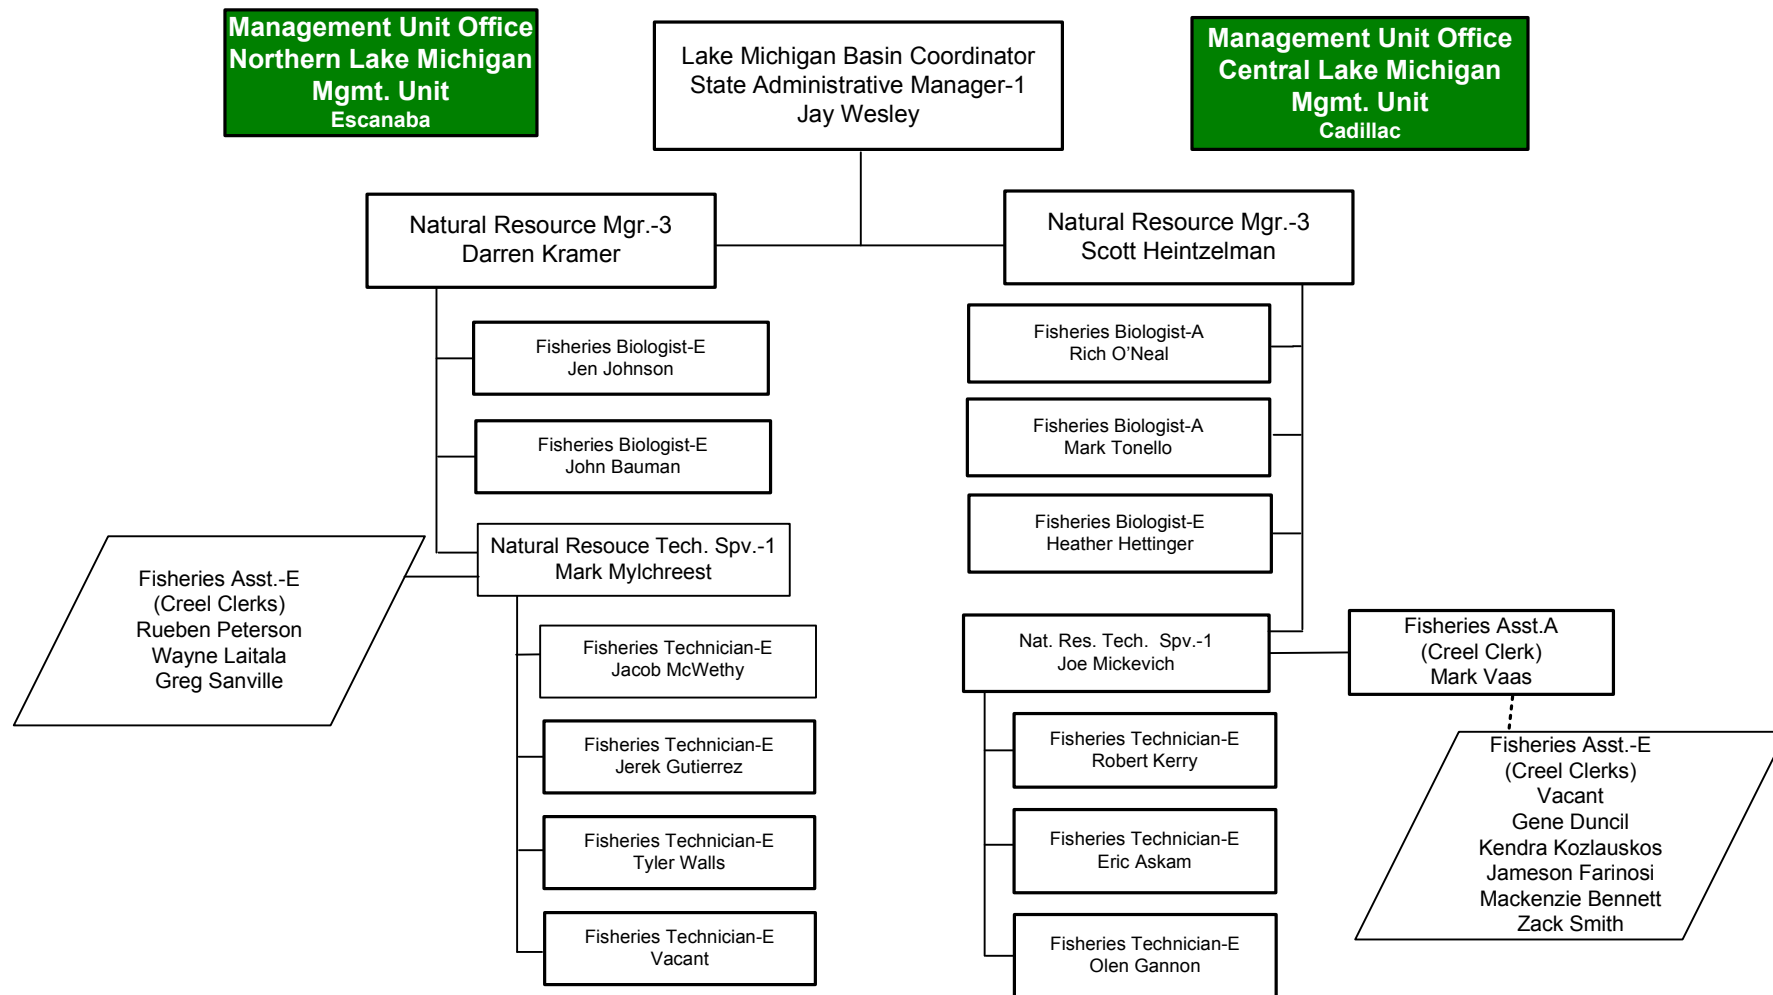 Management Unit Office
Northern Lake Michigan
Mgmt. Unit
Escanaba
Lake Michigan Basin Coordinator
State Administrative Manager-1
Jay Wesley
Management Unit Office
Central Lake Michigan
Mgmt. Unit
Cadillac
Natural Resource Mgr.-3
Darren Kramer
Natural Resource Mgr.-3
Scott Heintzelman
Fisheries Biologist-E
Jen Johnson
Fisheries Biologist-E
John Bauman
Natural Resouce Tech. Spv.-1
Mark Mylchreest
Fisheries Asst.-E
(Creel Clerks)
Rueben Peterson
Wayne Laitala
Greg Sanville
Fisheries Technician-E
Jacob McWethy
Fisheries Technician-E
Jerek Gutierrez
Fisheries Technician-E
Tyler Walls
Fisheries Technician-E
Vacant
Fisheries Biologist-A
Rich O’Neal
Fisheries Biologist-A
Mark Tonello
Fisheries Biologist-E
Heather Hettinger
Nat. Res. Tech. Spv.-1
Joe Mickevich
Fisheries Asst.A
(Creel Clerk)
Mark Vaas
Fisheries Technician-E
Robert Kerry
Fisheries Technician-E
Eric Askam
Fisheries Technician-E
Olen Gannon
Fisheries Asst.-E
(Creel Clerks)
Vacant
Gene Duncil
Kendra Kozlauskos
Jameson Farinosi
Mackenzie Bennett
Zack Smith